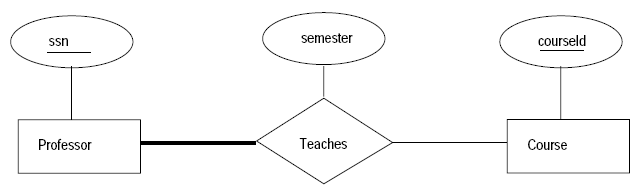 ssn
semester
courseId
Professor
Teaches
Course